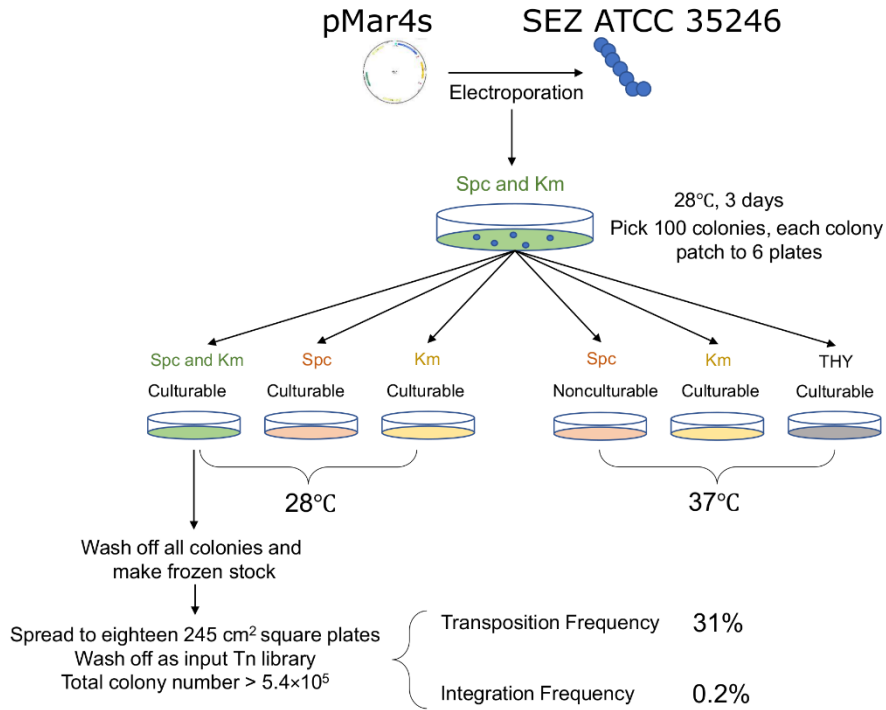 pMar4s
SEZ ATCC 35246
Electroporation
Spc and Km
28℃, 3 days
Pick 100 colonies, each colony
patch to 6 plates
Spc and Km
Spc
Km
Spc
Km
THY
Culturable
Culturable
Culturable
Nonculturable
Culturable
Culturable
28℃
37℃
Wash off all colonies and
make frozen stock
Spread to eighteen 245 cm² square plates
Wash off as input Tn library
Total colony number > 5.4×10⁵
Transposition Frequency
31%
Integration Frequency
0.2%